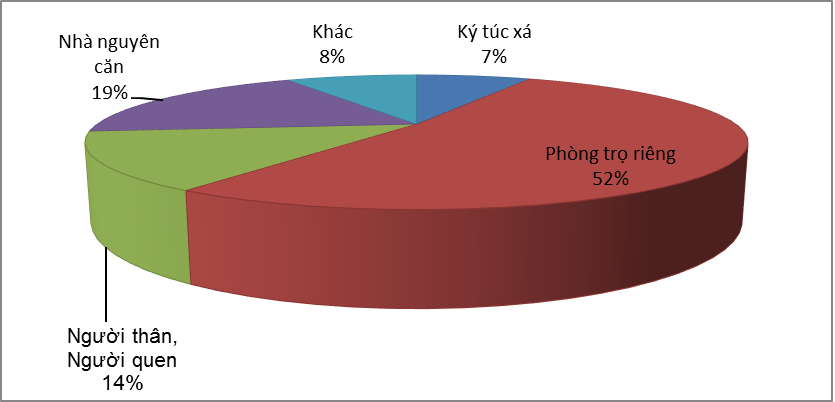 Khác
8%
Ký túc xá
7%
Nhà nguyên
căn
19%
Phòng trọ riêng
52%
Người thân,
Người quen
14%